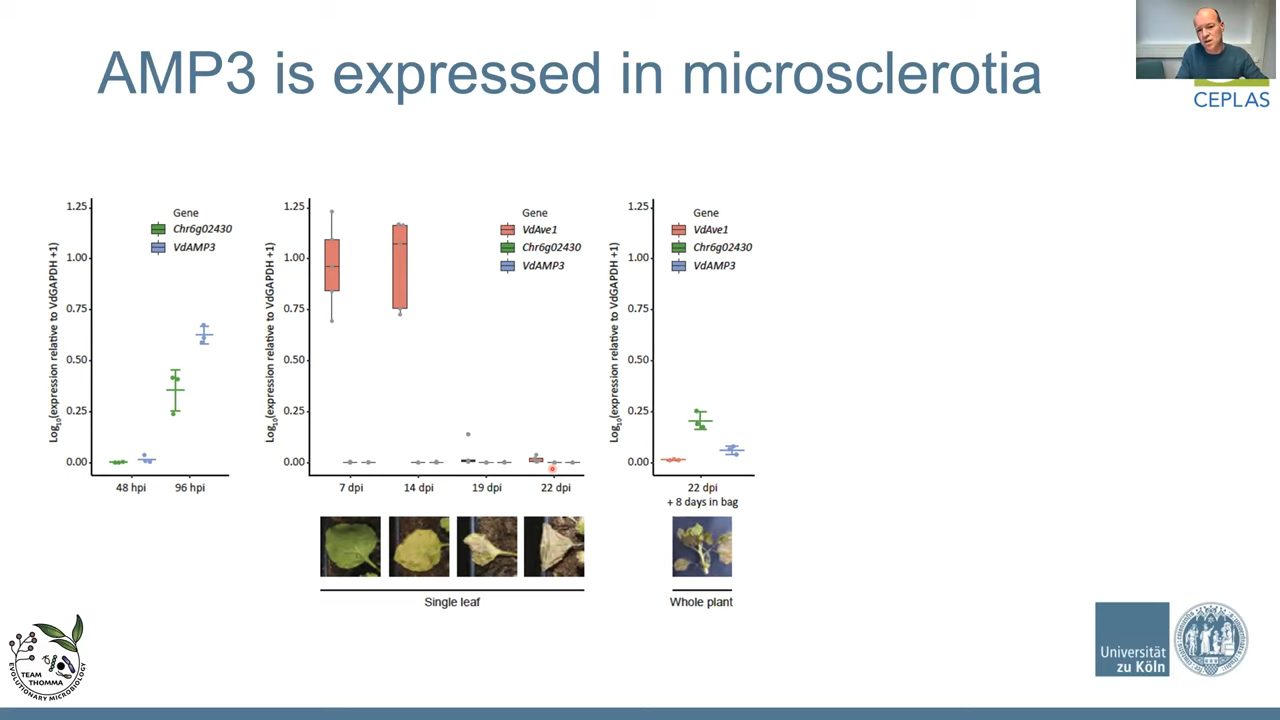 AMP3 is expressed in microsclerotia
CEPLAS
Log10(expression relative to VdGAPDH +1)
1.25
1.00
0.75
0.50
0.25
0.00
Gene
Chr6g02430
VdAMP3
48 hpi
96 hpi
Log10(expression relative to VdGAPDH +1)
1.25
1.00
0.75
0.50
0.25
0.00
Gene
VdAve1
Chr6g02430
VdAMP3
7 dpi
14 dpi
19 dpi
22 dpi
Single leaf
Log10(expression relative to VdGAPDH +1)
1.25
1.00
0.75
0.50
0.25
0.00
Gene
VdAve1
Chr6g02430
VdAMP3
22 dpi
+ 8 days in bag
Whole plant
TEAM
THOMMA
EVOLUTIONARY MICROBIOLOGY
Universität
zu Köln